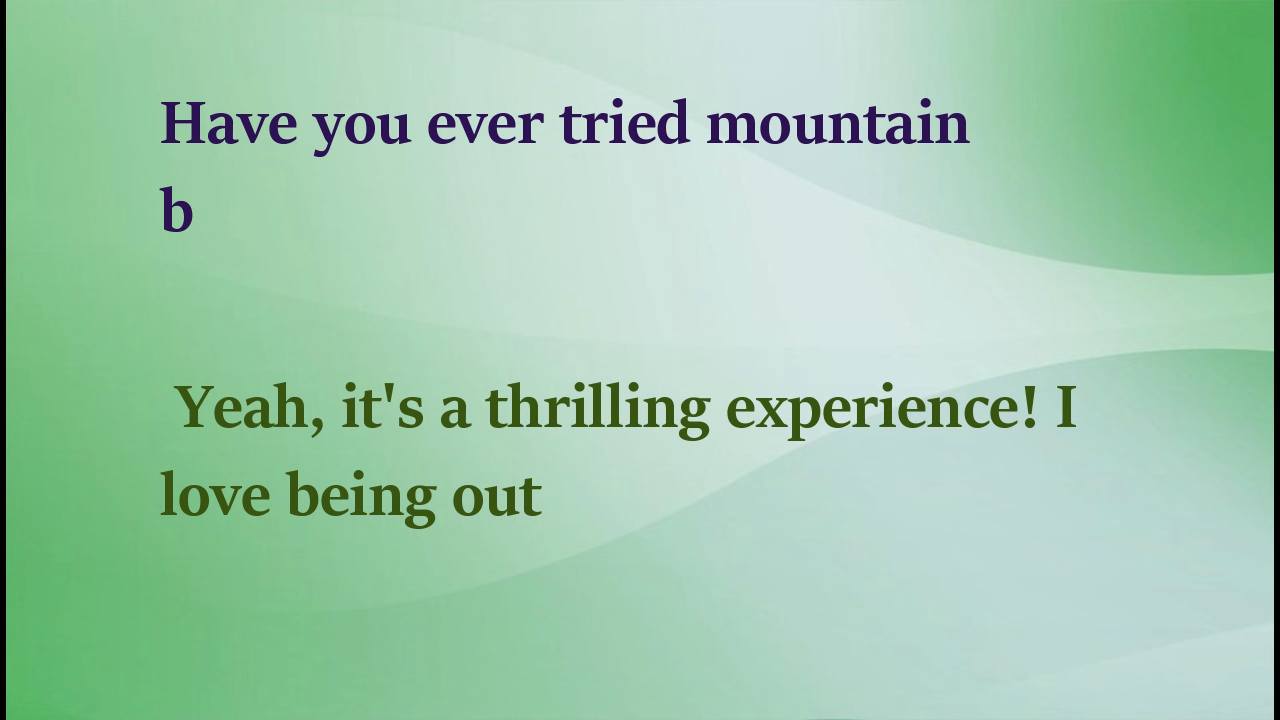 Have you ever tried mountain
b
Yeah, it's a thrilling experience! I
love being out